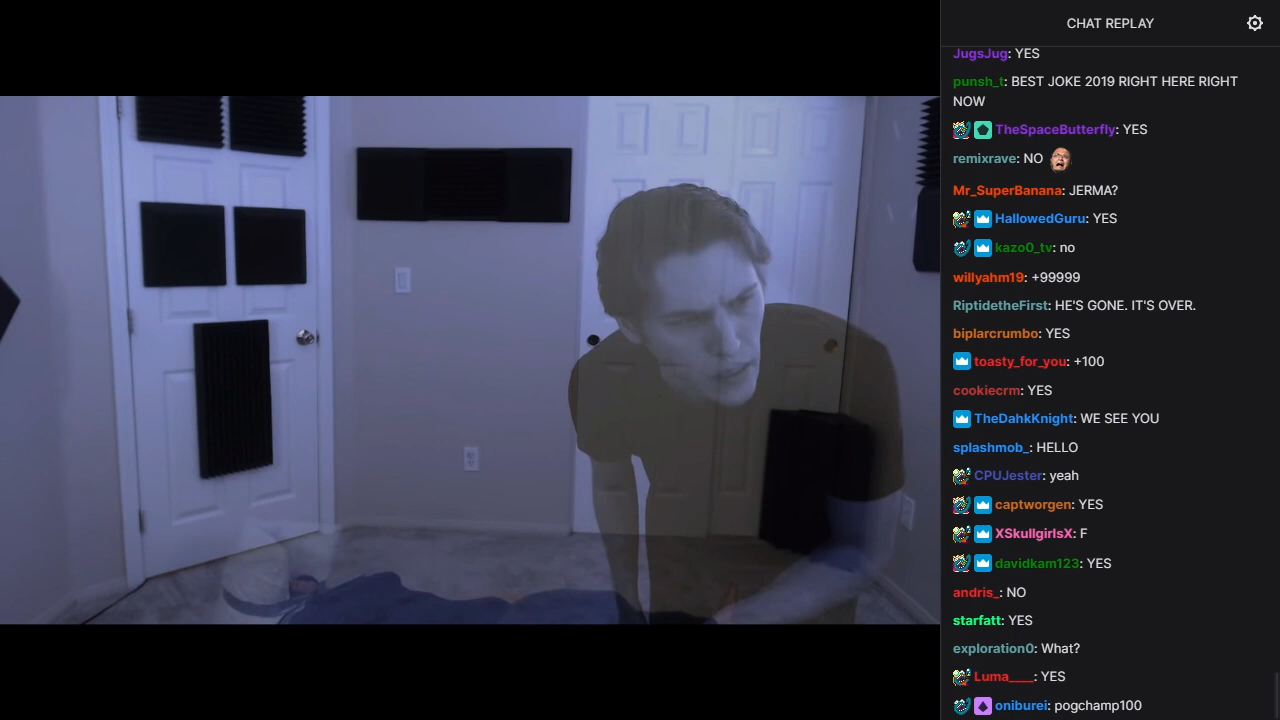 CHAT REPLAY
JugsJug: YES
punsh_t: BEST JOKE 2019 RIGHT HERE RIGHT
NOW
TheSpaceButterfly: YES
remixrave: NO
Mr_SuperBanana: JERMA?
HallowedGuru: YES
kazo0_tv: no
willyahm19: +99999
RiptidetheFirst: HE'S GONE. IT'S OVER.
biplarcrumbo: YES
toasty_for_you: +100
cookiecrm: YES
TheDahkKnight: WE SEE YOU
splashmob_: HELLO
CPUJester: yeah
captworgen: YES
XSkullgirlsX: F
davidkam123: YES
andris_: NO
starfatt: YES
exploration0: What?
Luma____: YES
oniburei: pogchamp100